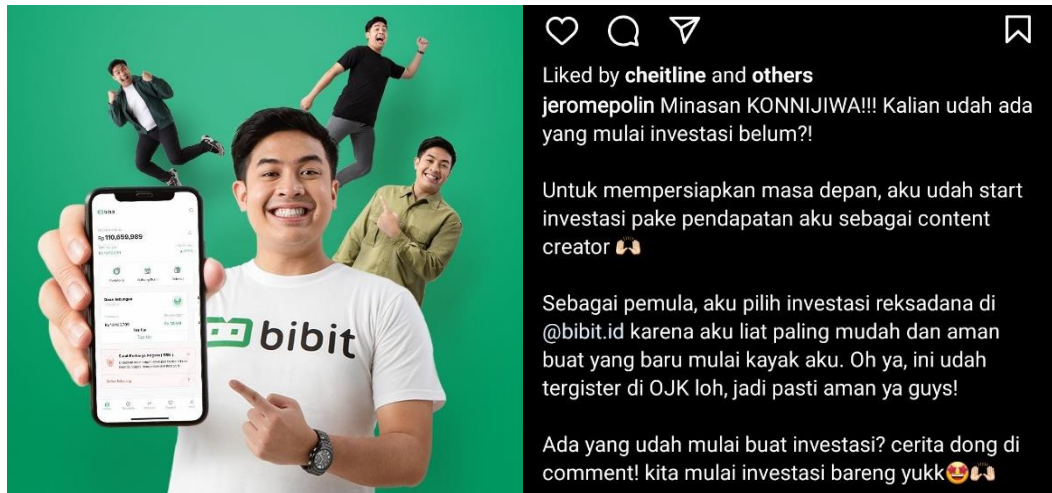 bibit
Rp 110,659,989
bibit
Liked by cheitline and others
jeromepolin Minasan KONNIJIWA!!! Kalian udah ada
yang mulai investasi belum?!
Untuk mempersiapkan masa depan, aku udah start
investasi pake pendapatan aku sebagai content
creator 🙌🏻
Sebagai pemula, aku pilih investasi reksadana di
@bibit.id karena aku liat paling mudah dan aman
buat yang baru mulai kayak aku. Oh ya, ini udah
tergister di OJK loh, jadi pasti aman ya guys!
Ada yang udah mulai buat investasi? cerita dong di
comment! kita mulai investasi bareng yukk🤩🙌🏻